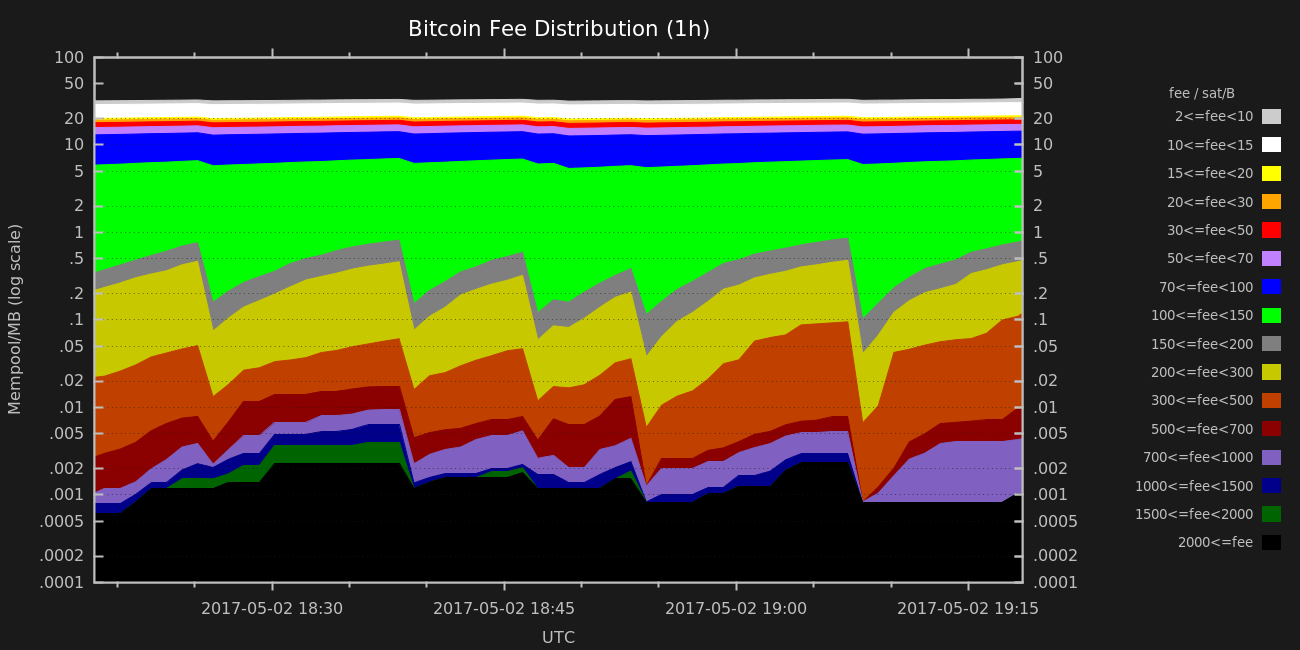 Bitcoin Fee Distribution (1h)
100
50
20
10
5
2
1
.5
.2
.1
.05
.02
.01
.005
.002
.001
.0005
.0002
.0001
Mempool/MB (log scale)
100
50
20
10
5
2
1
.5
.2
.1
.05
.02
.01
.005
.002
.001
.0005
.0002
.0001
fee / sat/B
2<=fee<10
10<=fee<15
15<=fee<20
20<=fee<30
30<=fee<50
50<=fee<70
70<=fee<100
100<=fee<150
150<=fee<200
200<=fee<300
300<=fee<500
500<=fee<700
700<=fee<1000
1000<=fee<1500
1500<=fee<2000
2000<=fee
2017-05-02 18:30
2017-05-02 18:45
2017-05-02 19:00
2017-05-02 19:15
UTC